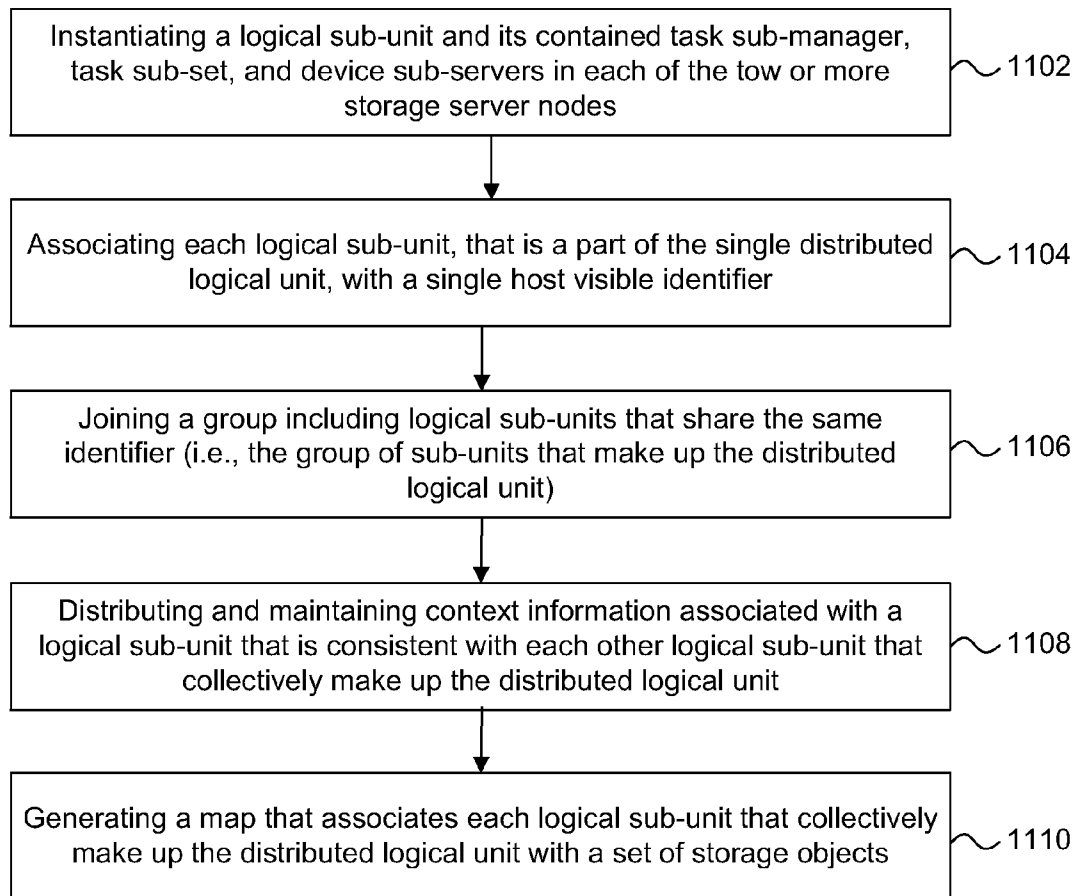 Instantiating a logical sub-unit and its contained task sub-manager,
task sub-set, and device sub-servers in each of the tow or more
storage server nodes
1102
Associating each logical sub-unit, that is a part of the single distributed
logical unit, with a single host visible identifier
1104
Joining a group including logical sub-units that share the same
identifier (i.e., the group of sub-units that make up the distributed
logical unit)
1106
Distributing and maintaining context information associated with a
logical sub-unit that is consistent with each other logical sub-unit that
collectively make up the distributed logical unit
1108
Generating a map that associates each logical sub-unit that collectively
make up the distributed logical unit with a set of storage objects
1110